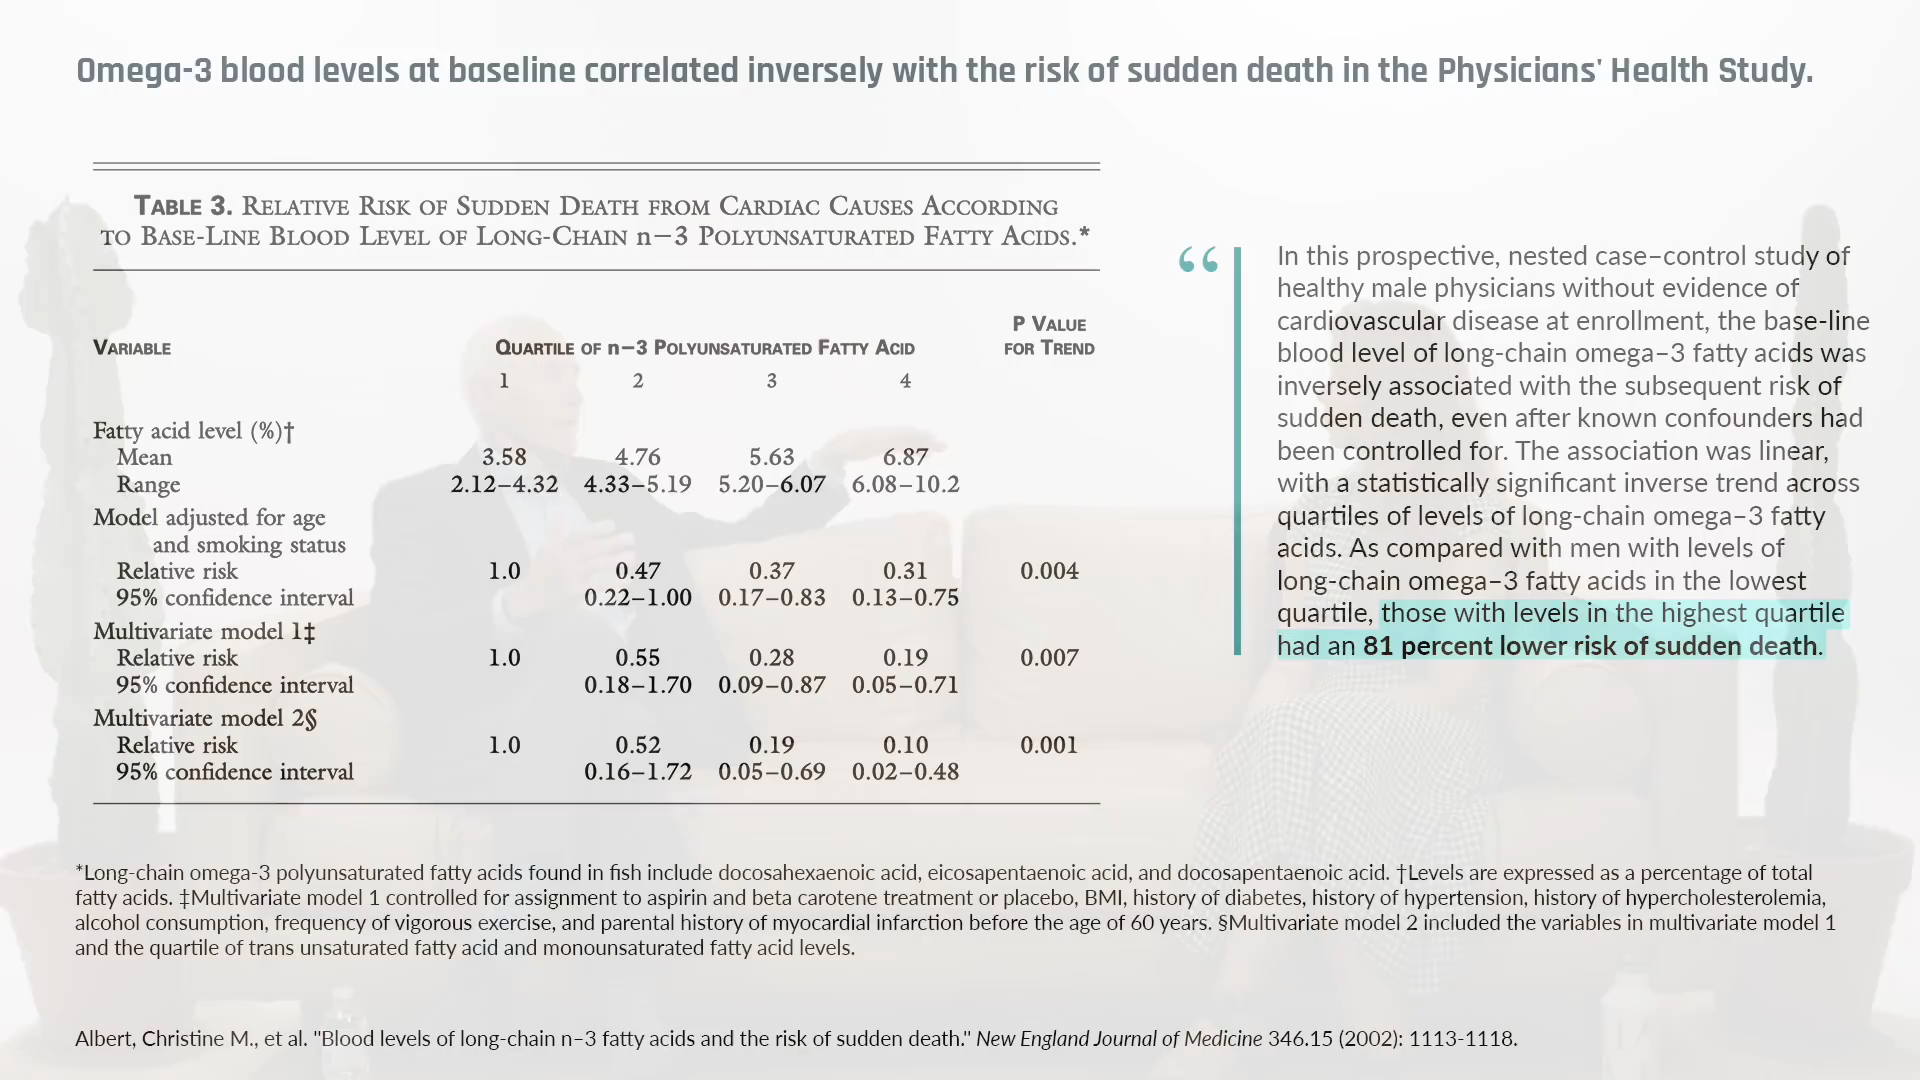 Omega-3 blood levels at baseline correlated inversely with the risk of sudden death in the Physicians' Health Study.
TABLE 3. RELATIVE RISK OF SUDDEN DEATH FROM CARDIAC CAUSES ACCORDING
TO BASE-LINE BLOOD LEVEL OF LONG-CHAIN n−3 POLYUNSATURATED FATTY ACIDS.*
VARIABLE QUARTILE OF n−3 POLYUNSATURATED FATTY ACID P VALUE FOR TREND
1 2 3 4
Fatty acid level (%)†
Mean 3.58 4.76 5.63 6.87
Range 2.12–4.32 4.33–5.19 5.20–6.07 6.08–10.2
Model adjusted for age
and smoking status
Relative risk 1.0 0.47 0.37 0.31 0.004
95% confidence interval 0.22–1.00 0.17–0.83 0.13–0.75
Multivariate model 1‡
Relative risk 1.0 0.55 0.28 0.19 0.007
95% confidence interval 0.18–1.70 0.09–0.87 0.05–0.71
Multivariate model 2§
Relative risk 1.0 0.52 0.19 0.10 0.001
95% confidence interval 0.16–1.72 0.05–0.69 0.02–0.48
“ In this prospective, nested case–control study of
healthy male physicians without evidence of
cardiovascular disease at enrollment, the base-line
blood level of long-chain omega–3 fatty acids was
inversely associated with the subsequent risk of
sudden death, even after known confounders had
been controlled for. The association was linear,
with a statistically significant inverse trend across
quartiles of levels of long-chain omega–3 fatty
acids. As compared with men with levels of
long-chain omega–3 fatty acids in the lowest
quartile, those with levels in the highest quartile
had an 81 percent lower risk of sudden death.
*Long-chain omega-3 polyunsaturated fatty acids found in fish include docosahexaenoic acid, eicosapentaenoic acid, and docosapentaenoic acid. †Levels are expressed as a percentage of total
fatty acids. ‡Multivariate model 1 controlled for assignment to aspirin and beta carotene treatment or placebo, BMI, history of diabetes, history of hypertension, history of hypercholesterolemia,
alcohol consumption, frequency of vigorous exercise, and parental history of myocardial infarction before the age of 60 years. §Multivariate model 2 included the variables in multivariate model 1
and the quartile of trans unsaturated fatty acid and monounsaturated fatty acid levels.
Albert, Christine M., et al. "Blood levels of long-chain n–3 fatty acids and the risk of sudden death." New England Journal of Medicine 346.15 (2002): 1113-1118.